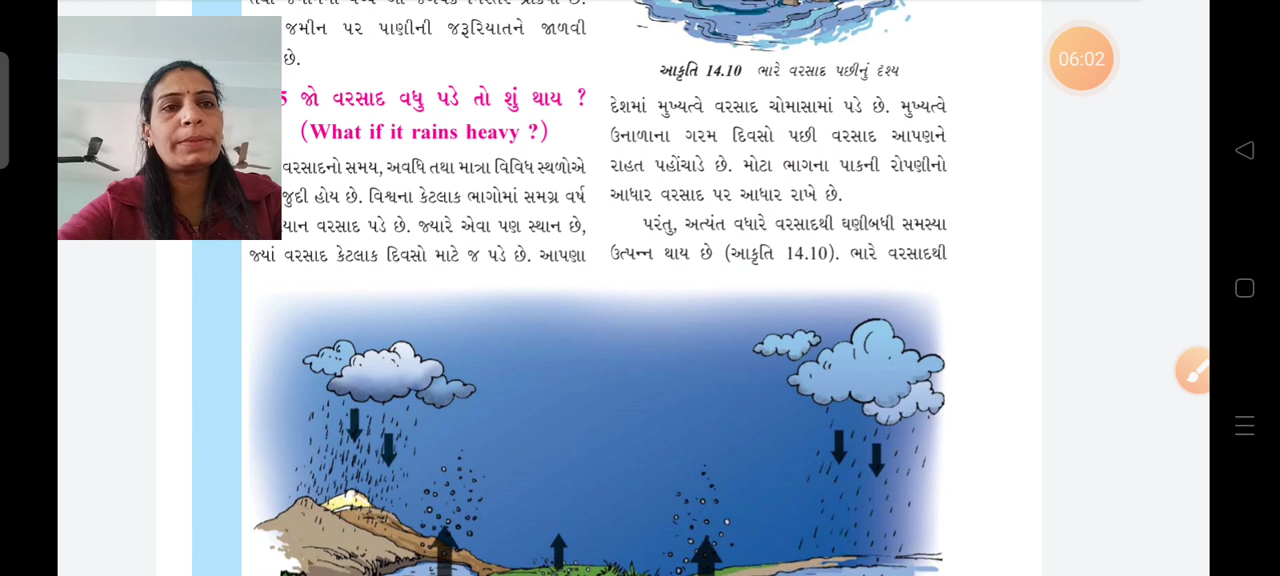 જમીન પર પાણીની જરૂરિયાતને જાળવી
છે.
5 જો વરસાદ વધુ પડે તો શું થાય ?
(What if it rains heavy ?)
વરસાદનો સમય, અવધિ તથા માત્રા વિવિધ સ્થળોએ
જુદી હોય છે. વિશ્વના કેટલાક ભાગોમાં સમગ્ર વર્ષ
યાન વરસાદ પડે છે. જ્યારે એવા પણ સ્થાન છે,
જ્યાં વરસાદ કેટલાક દિવસો માટે જ પડે છે. આપણા
આકૃતિ 14.10 ભારે વરસાદ પછીનું દૃશ્ય
દેશમાં મુખ્યત્વે વરસાદ ચોમાસામાં પડે છે. મુખ્યત્વે
ઉનાળાના ગરમ દિવસો પછી વરસાદ આપણને
રાહત પહોંચાડે છે. મોટા ભાગના પાકની રોપણીનો
આધાર વરસાદ પર આધાર રાખે છે.
પરંતુ, અત્યંત વધારે વરસાદથી ઘણીબધી સમસ્યા
ઉત્પન્ન થાય છે (આકૃતિ 14.10). ભારે વરસાદથી
06:02